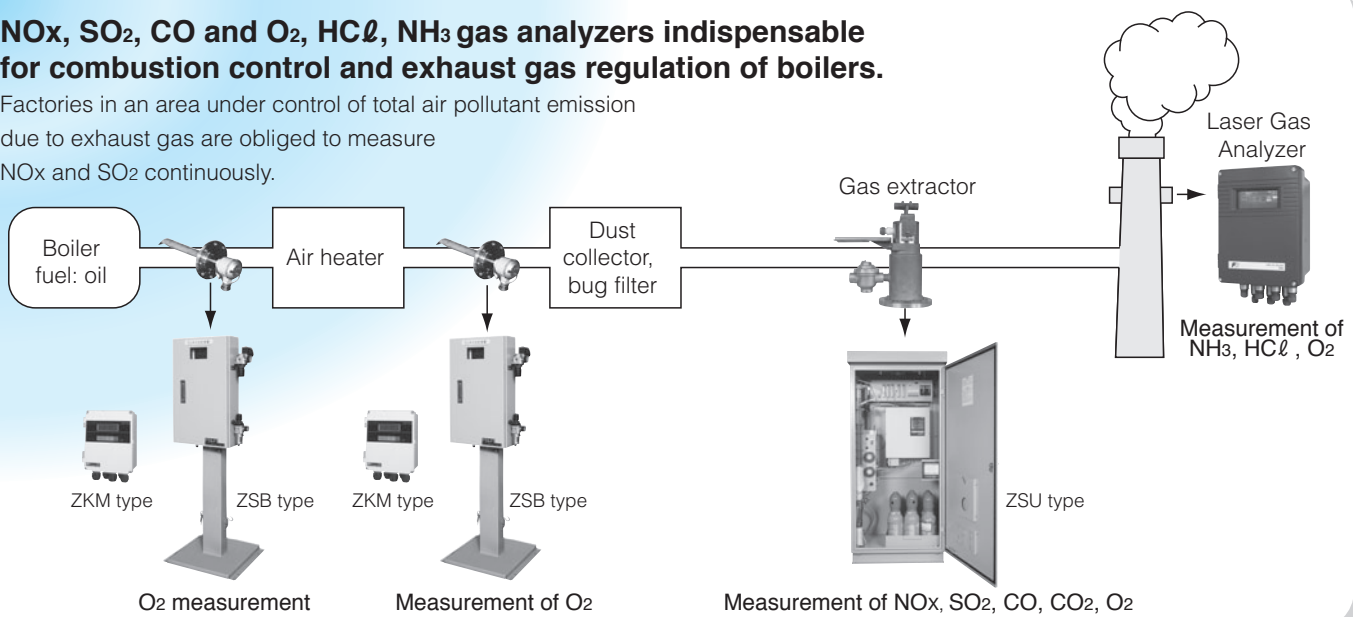 NOx, SO2, CO and O2, HCℓ, NH3 gas analyzers indispensable
for combustion control and exhaust gas regulation of boilers.
Factories in an area under control of total air pollutant emission
due to exhaust gas are obliged to measure
NOx and SO2 continuously.
Laser Gas
Analyzer
Gas extractor
Boiler
fuel: oil
Air heater
Dust
collector,
bug filter
Measurement of
NH3, HCℓ , O2
ZKM type
ZSB type
ZKM type
ZSB type
ZSU type
O2 measurement
Measurement of O2
Measurement of NOx, SO2, CO, CO2, O2